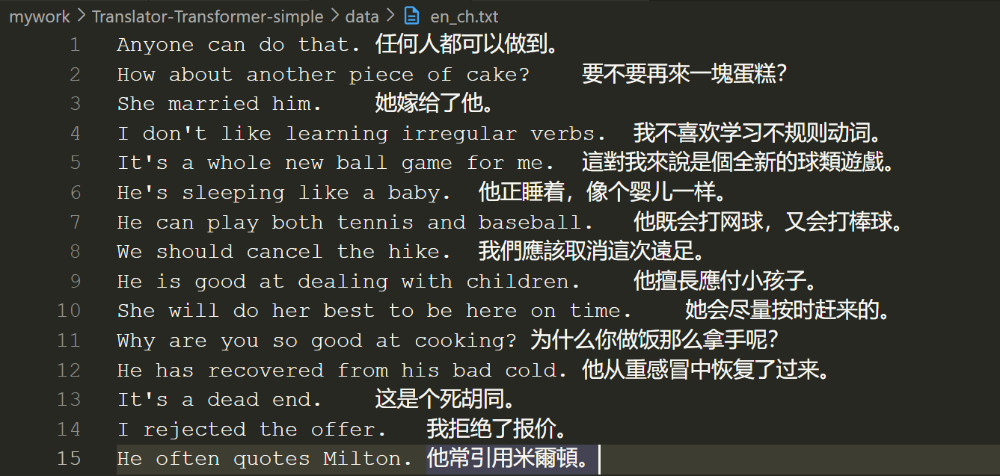 mywork > Translator-Transformer-simple > data > en_ch.txt
1 Anyone can do that. 任何人都可以做到。
2 How about another piece of cake? 要不要再來一塊蛋糕?
3 She married him. 她嫁给了他。
4 I don't like learning irregular verbs. 我不喜欢学习不规则动词。
5 It's a whole new ball game for me. 這對我來說是個全新的球類遊戲。
6 He's sleeping like a baby. 他正睡着，像个婴儿一样。
7 He can play both tennis and baseball. 他既会打网球，又会打棒球。
8 We should cancel the hike. 我們應該取消這次遠足。
9 He is good at dealing with children. 他擅長應付小孩子。
10 She will do her best to be here on time. 她会尽量按时赶来的。
11 Why are you so good at cooking? 为什么你做饭那么拿手呢?
12 He has recovered from his bad cold. 他从重感冒中恢复了过来。
13 It's a dead end. 这是个死胡同。
14 I rejected the offer. 我拒绝了报价。
15 He often quotes Milton. 他常引用米爾頓。